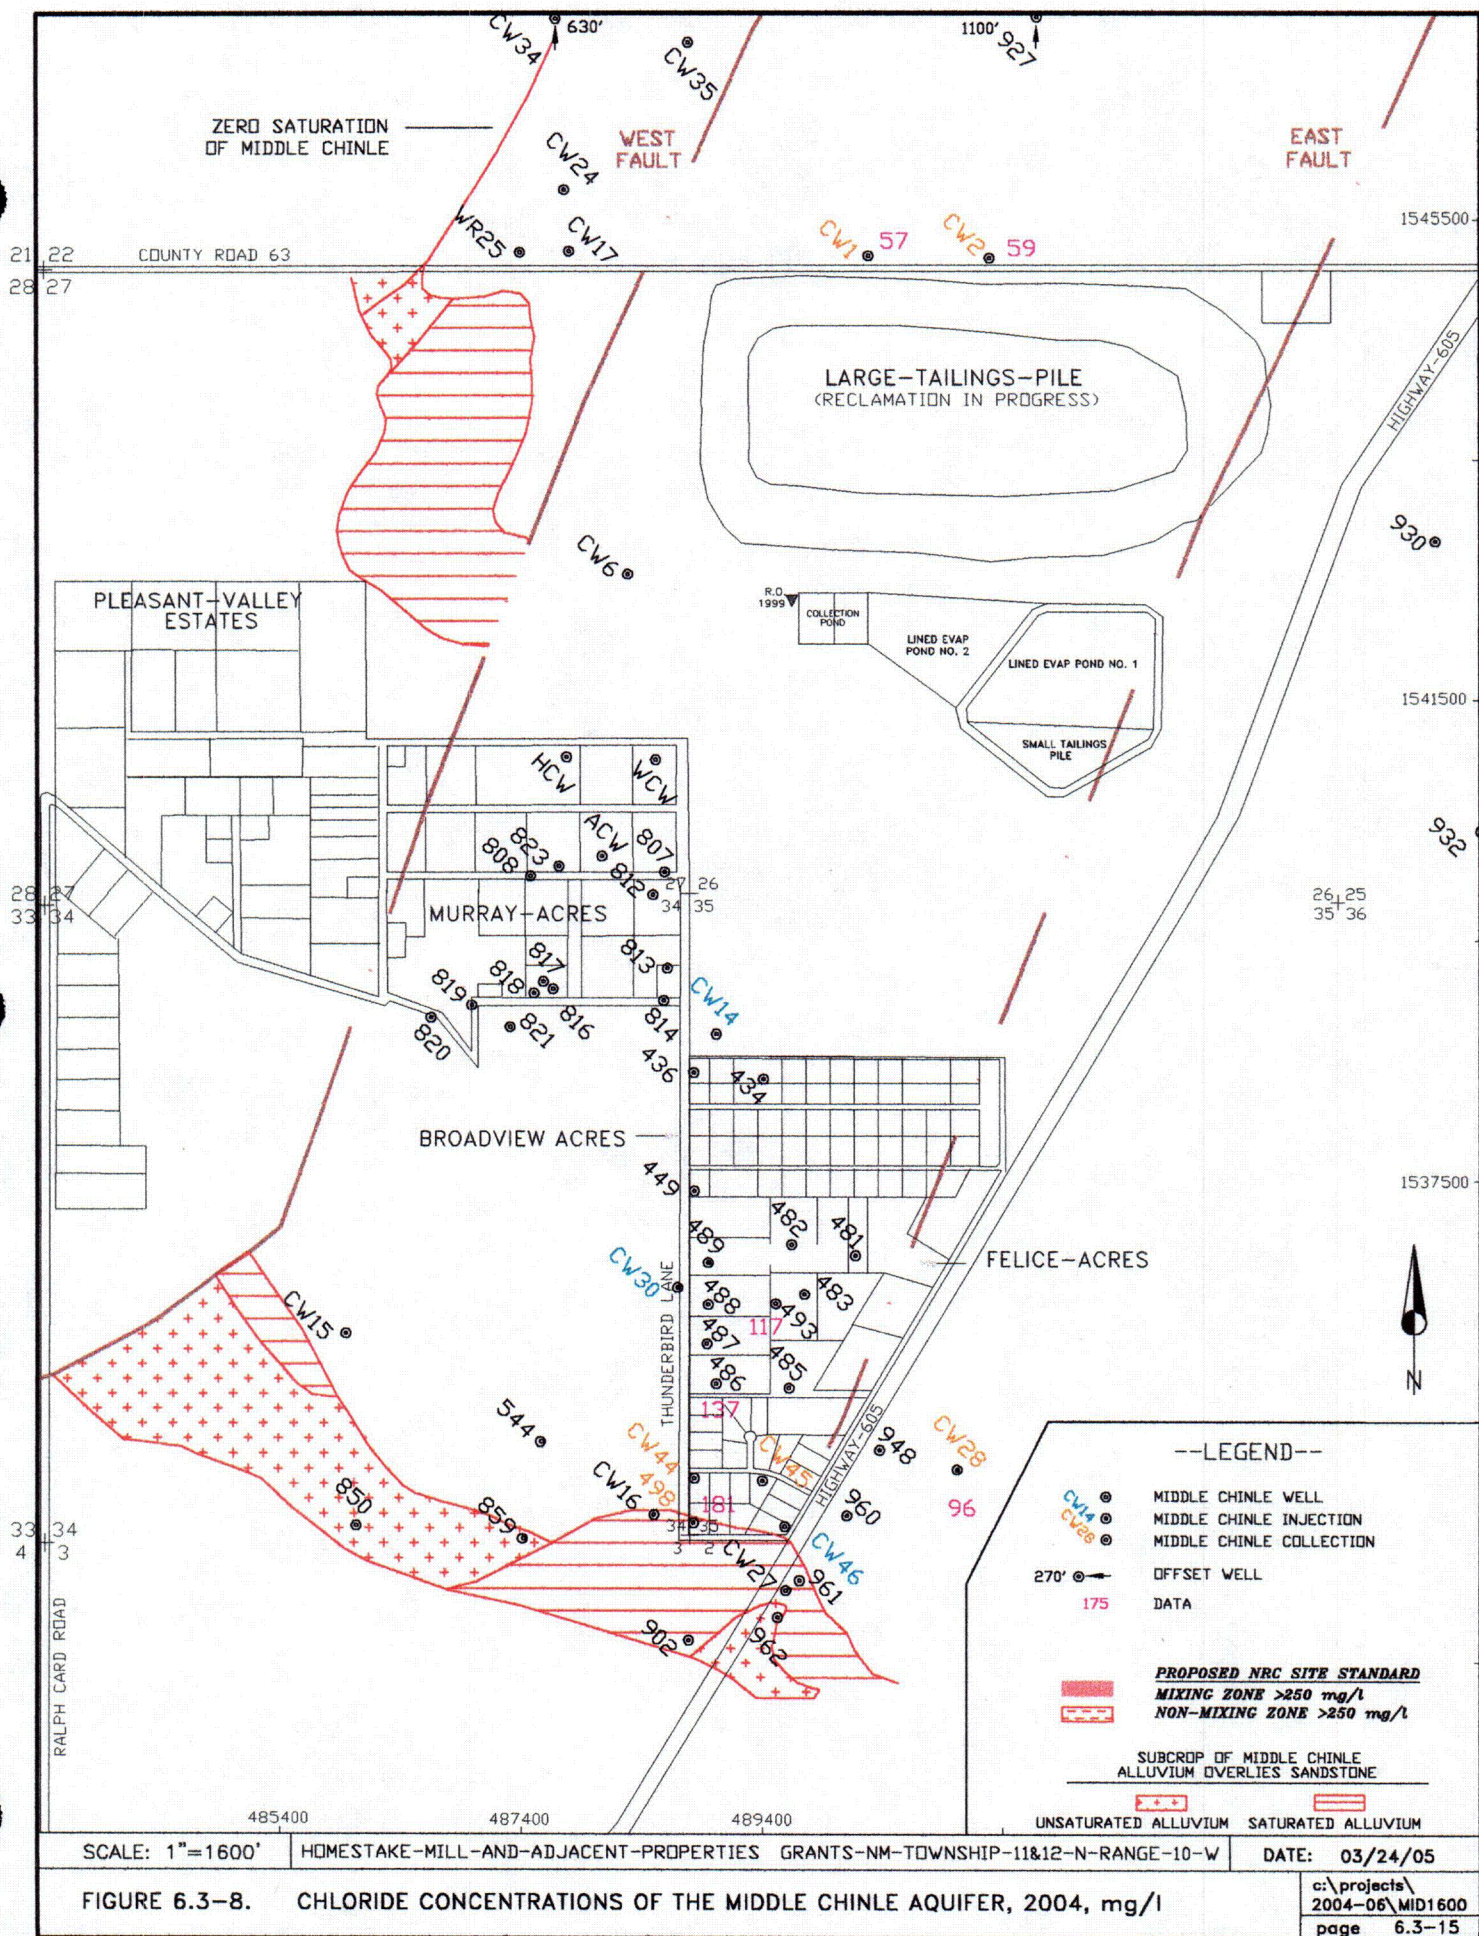 CW34
630'
CW35
1100'
927
ZERO SATURATION
OF MIDDLE CHINLE
WEST
FAULT
EAST
FAULT
CW24
WR25
CW17
CW1
57
CW2
59
1545500
21 22
28 27
COUNTY ROAD 63
LARGE-TAILINGS-PILE
(RECLAMATION IN PROGRESS)
HIGHWAY-605
930
CW6
PLEASANT-VALLEY
ESTATES
R.O.
1999
COLLECTION
POND
LINED EVAP
POND NO. 2
LINED EVAP POND NO. 1
1541500
SMALL TAILINGS
PILE
HCW
WCW
932
808
823
ACW
812
807
28 27
33 34
27 26
34 35
26 25
35 36
MURRAY-ACRES
819
818
817
813
CW14
820
821
816
814
436
434
BROADVIEW ACRES
449
1537500
489
482
481
FELICE-ACRES
CW30
THUNDERBIRD LANE
488
493
483
CW15
487
117
486
485
N
544
137
CW44
CW45
HIGHWAY-605
948
CW28
850
859
CW16
498
181
960
96
33 34
4 3
34 35
3 2
CW27
961
CW46
902
962
RALPH CARD ROAD
--LEGEND--
CW14
CW28
MIDDLE CHINLE WELL
MIDDLE CHINLE INJECTION
MIDDLE CHINLE COLLECTION
270'
OFFSET WELL
175
DATA
PROPOSED NRC SITE STANDARD
MIXING ZONE >250 mg/l
NON-MIXING ZONE >250 mg/l
SUBCROP OF MIDDLE CHINLE
ALLUVIUM OVERLIES SANDSTONE
UNSATURATED ALLUVIUM SATURATED ALLUVIUM
485400
487400
489400
SCALE: 1"=1600'
HOMESTAKE-MILL-AND-ADJACENT-PROPERTIES GRANTS-NM-TOWNSHIP-11&12-N-RANGE-10-W
DATE: 03/24/05
FIGURE 6.3-8. CHLORIDE CONCENTRATIONS OF THE MIDDLE CHINLE AQUIFER, 2004, mg/l
c:\projects\
2004-06\MID1600
page 6.3-15